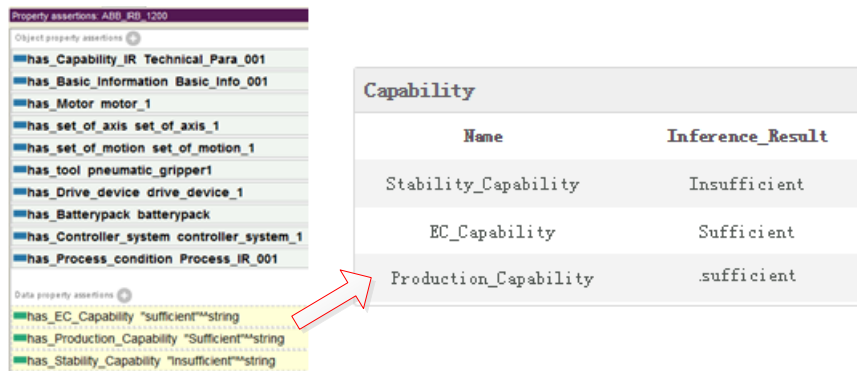 Property assertions: ABB_IRB_1200
Object property assertions
has_Capability_IR Technical_Para_001
has_Basic_Information Basic_Info_001
has_Motor motor_1
has_set_of_axis set_of_axis_1
has_set_of_motion set_of_motion_1
has_tool pneumatic_gripper1
has_Drive_device drive_device_1
has_Batterypack batterypack
has_Controller_system controller_system_1
has_Process_condition Process_IR_001
Data property assertions
has_EC_Capability "sufficient"^^string
has_Production_Capability "Sufficient"^^string
has_Stability_Capability "Insufficient"^^string
Capability
Name Inference_Result
Stability_Capability Insufficient
EC_Capability Sufficient
Production_Capability .sufficient